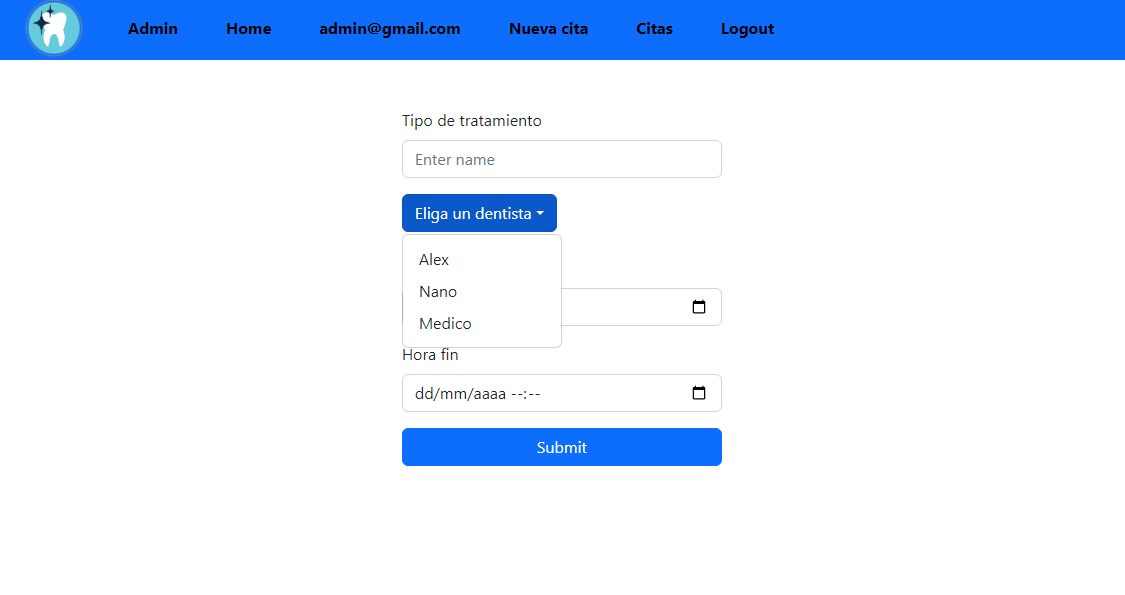 Admin Home admin@gmail.com Nueva cita Citas Logout
Tipo de tratamiento
Enter name
Eliga un dentista
Alex
Nano
Medico
Hora fin
dd/mm/aaaa --:--
Submit